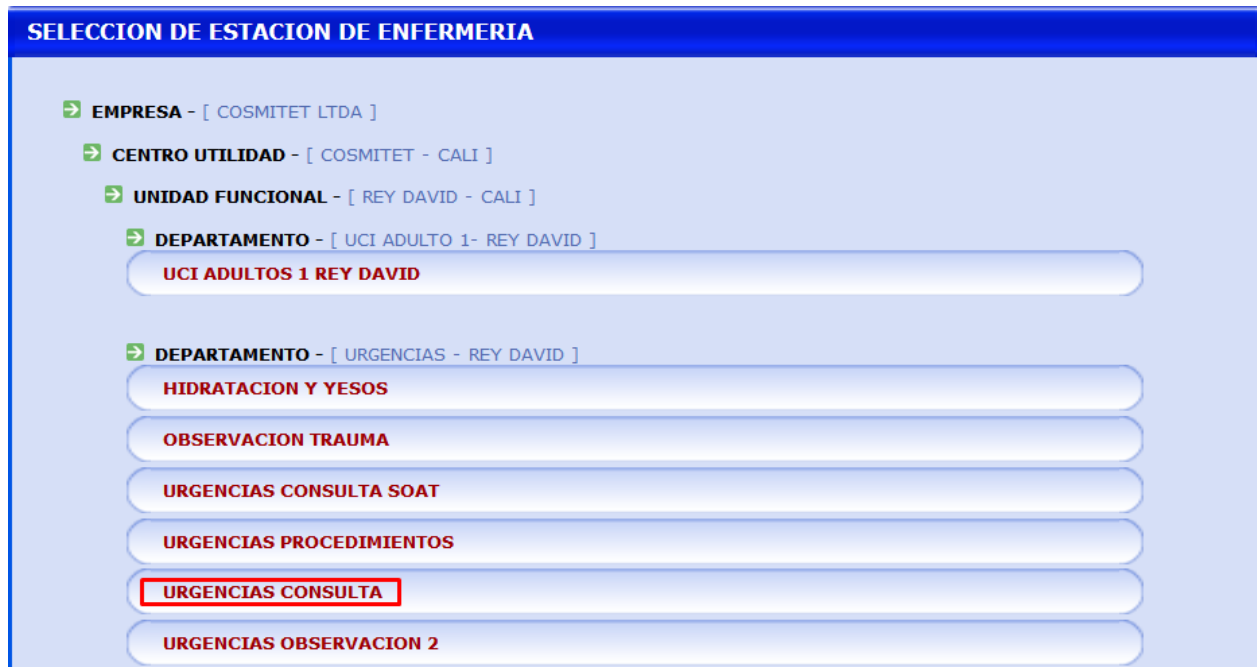 SELECCION DE ESTACION DE ENFERMERIA
EMPRESA - [ COSMITET LTDA ]
CENTRO UTILIDAD - [ COSMITET - CALI ]
UNIDAD FUNCIONAL - [ REY DAVID - CALI ]
DEPARTAMENTO - [ UCI ADULTO 1- REY DAVID ]
UCI ADULTOS 1 REY DAVID
DEPARTAMENTO - [ URGENCIAS - REY DAVID ]
HIDRATACION Y YESOS
OBSERVACION TRAUMA
URGENCIAS CONSULTA SOAT
URGENCIAS PROCEDIMIENTOS
URGENCIAS CONSULTA
URGENCIAS OBSERVACION 2